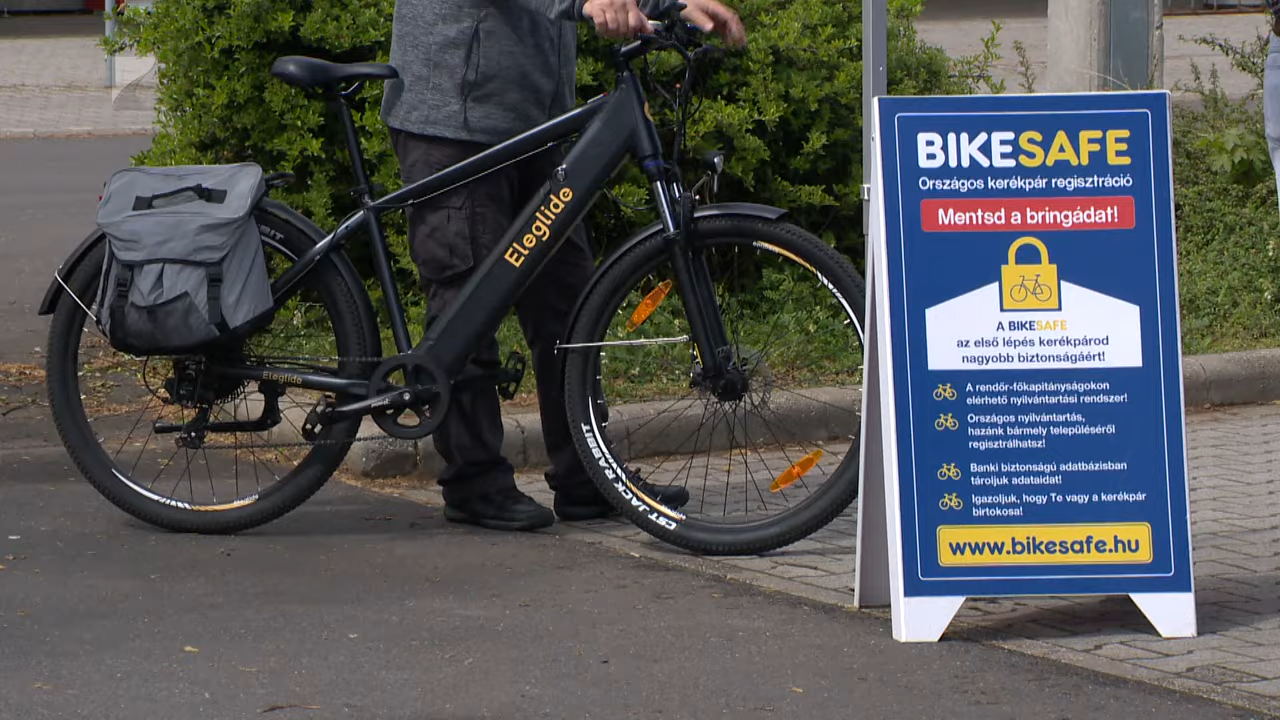 Eleglide
Eleglide
CST JACK RABBIT
BIKESAFE
Országos kerékpár regisztráció
Mentsd a bringádat!
A BIKESAFE
az első lépés kerékpárod
nagyobb biztonságáért!
A rendőr-főkapitányságokon
elérhető nyilvántartási rendszer!
Országos nyilvántartás,
hazánk bármely településéről
regisztrálhatsz!
Banki biztonságú adatbázisban
tároljuk adataidat!
Igazoljuk, hogy Te vagy a kerékpár
birtokosa!
www.bikesafe.hu